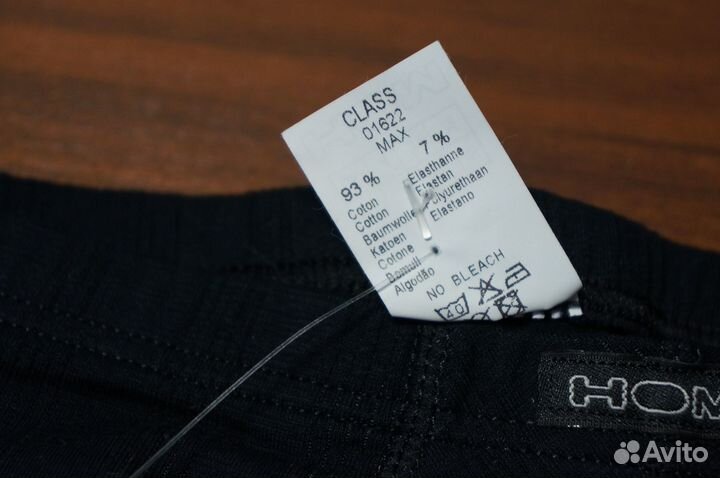 CLASS
01622
MAX
93 % 7 %
Coton Elasthanne
Cotton Elastan
Baumwolle Polyurethaan
Katoen Elastano
Cotone
Bomull
Algodão
NO BLEACH
40
HOM
Avito